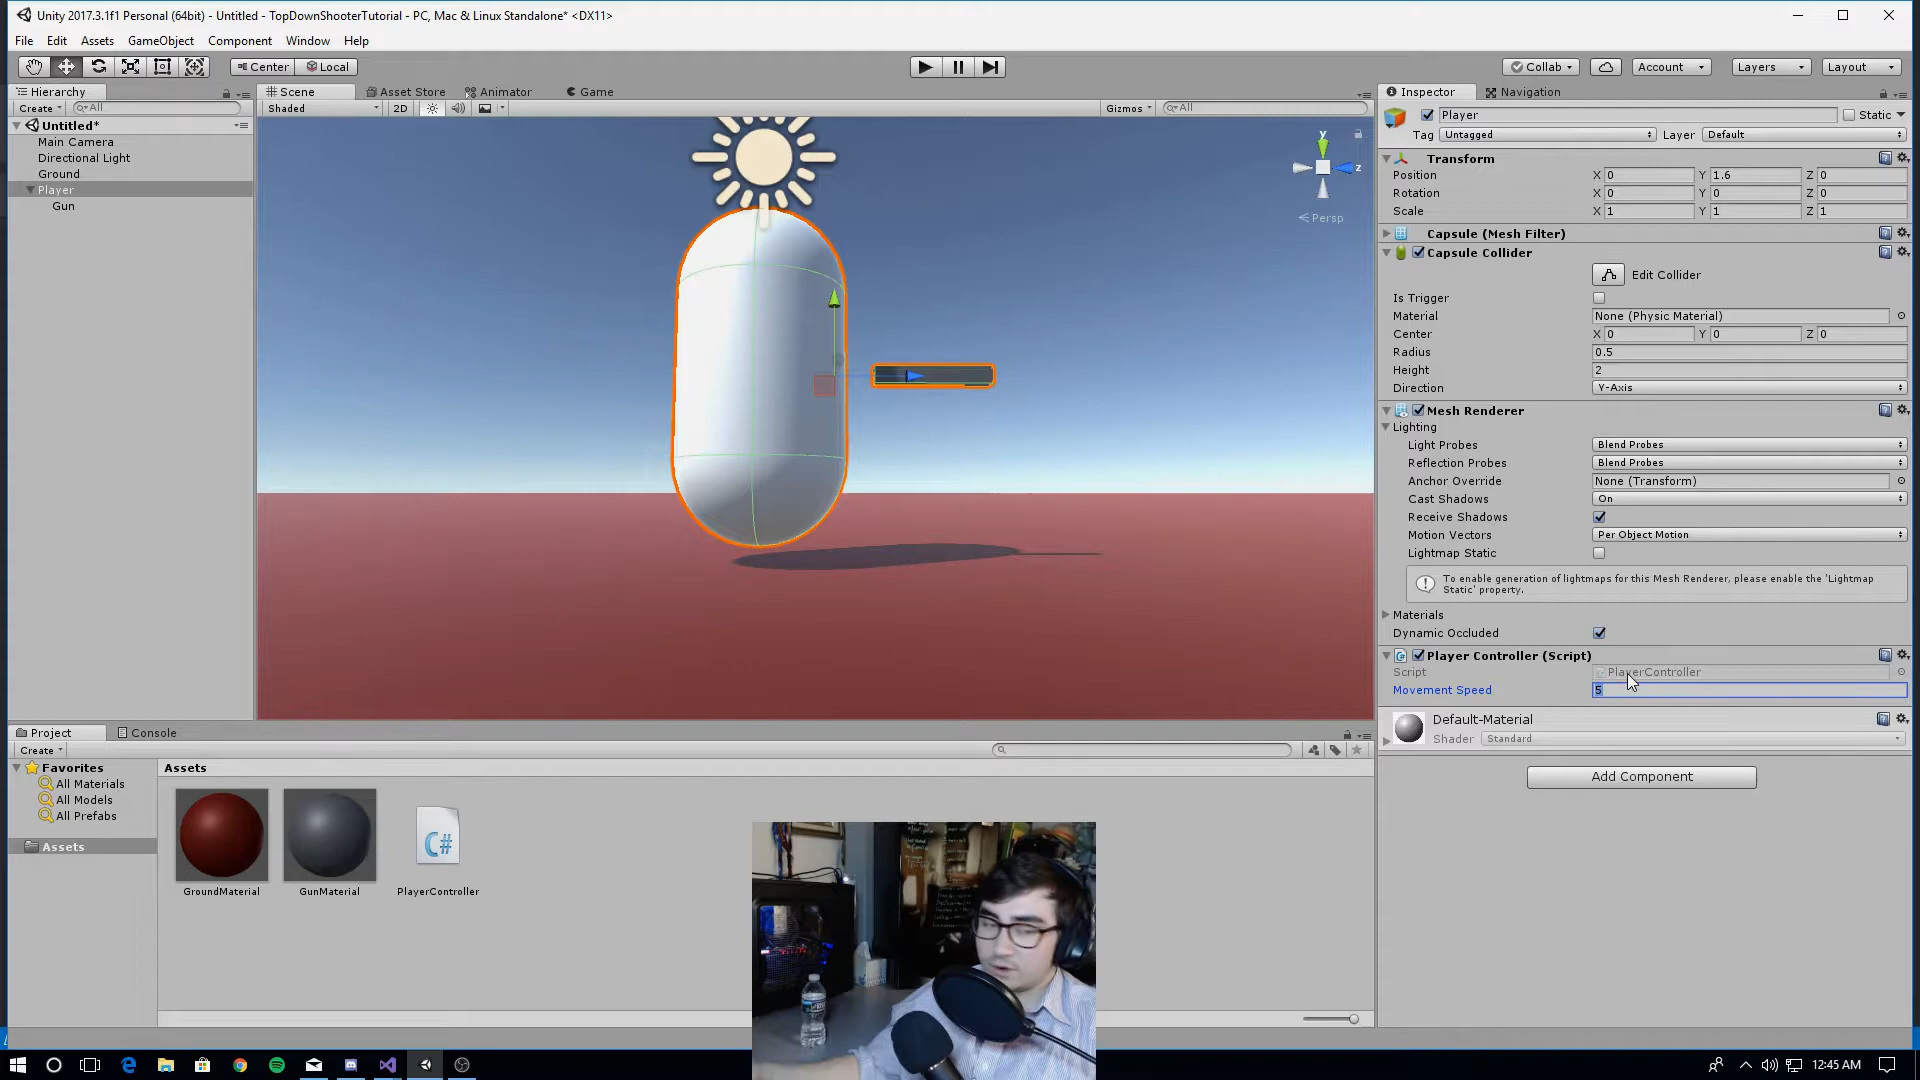 Unity 2017.3.1f1 Personal (64bit) - Untitled - TopDownShooterTutorial - PC, Mac & Linux Standalone* <DX11>
File Edit Assets GameObject Component Window Help
Center Local Collab Account Layers Layout
Hierarchy
Create All
Untitled*
Main Camera
Directional Light
Ground
Player
Gun
Scene Asset Store Animator Game
Shaded 2D Gizmos All
y
z
Persp
Inspector Navigation
Player Static
Tag Untagged Layer Default
Transform
Position X 0 Y 1.6 Z 0
Rotation X 0 Y 0 Z 0
Scale X 1 Y 1 Z 1
Capsule (Mesh Filter)
Capsule Collider
Edit Collider
Is Trigger
Material None (Physic Material)
Center X 0 Y 0 Z 0
Radius 0.5
Height 2
Direction Y-Axis
Mesh Renderer
Lighting
Light Probes Blend Probes
Reflection Probes Blend Probes
Anchor Override None (Transform)
Cast Shadows On
Receive Shadows
Motion Vectors Per Object Motion
Lightmap Static
To enable generation of lightmaps for this Mesh Renderer, please enable the 'Lightmap
Static' property.
Materials
Dynamic Occluded
Player Controller (Script)
Script PlayerController
Movement Speed 5
Default-Material
Shader Standard
Add Component
Project Console
Create
Favorites
All Materials
All Models
All Prefabs
Assets
Assets
GroundMaterial
GunMaterial
C#
PlayerController
12:45 AM